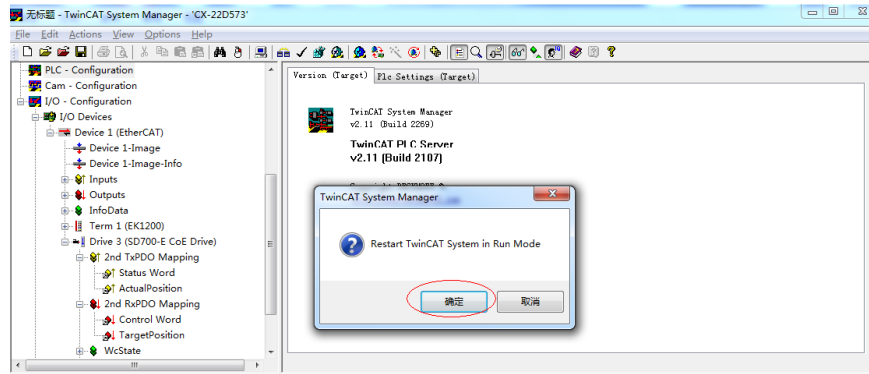 无标题 - TwinCAT System Manager - 'CX-22D573'
File Edit Actions View Options Help
PLC - Configuration
Cam - Configuration
I/O - Configuration
I/O Devices
Device 1 (EtherCAT)
Device 1-Image
Device 1-Image-Info
Inputs
Outputs
InfoData
Term 1 (EK1200)
Drive 3 (SD700-E CoE Drive)
2nd TxPDO Mapping
Status Word
ActualPosition
2nd RxPDO Mapping
Control Word
TargetPosition
WcState
Version (Target) Plc Settings (Target)
TwinCAT System Manager
v2.11 (Build 2269)
TwinCAT PLC Server
v2.11 (Build 2107)
TwinCAT System Manager
Restart TwinCAT System in Run Mode
确定 取消